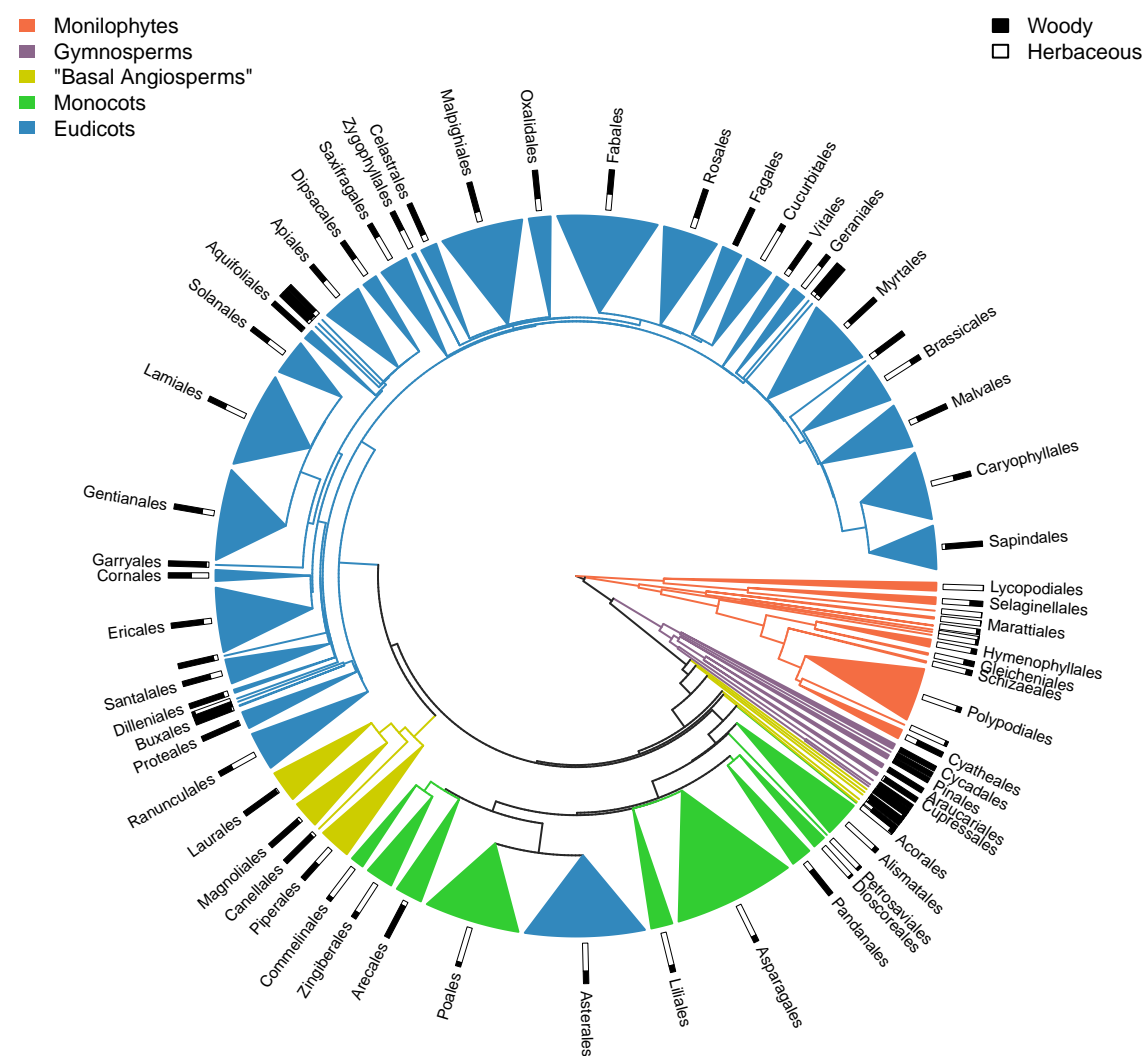 Monilophytes
Gymnosperms
"Basal Angiosperms"
Monocots
Eudicots
Woody
Herbaceous
Lamiales
Solanales
Aquifoliales
Apiales
Dipsacales
Saxifragales
Zygophyllales
Celastrales
Malpighiales
Oxalidales
Fabales
Rosales
Fagales
Cucurbitales
Vitales
Geraniales
Myrtales
Brassicales
Malvales
Caryophyllales
Sapindales
Lycopodiales
Selaginellales
Marattiales
Hymenophyllales
Gleicheniales
Schizaeales
Polypodiales
Cyatheales
Cycadales
Pinales
Araucariales
Cupressales
Acorales
Alismatales
Petrosaviales
Dioscoreales
Pandanales
Asparagales
Liliales
Asterales
Poales
Arecales
Zingiberales
Commelinales
Piperales
Canellales
Magnoliales
Laurales
Ranunculales
Proteales
Buxales
Dilleniales
Santalales
Ericales
Cornales
Garryales
Gentianales